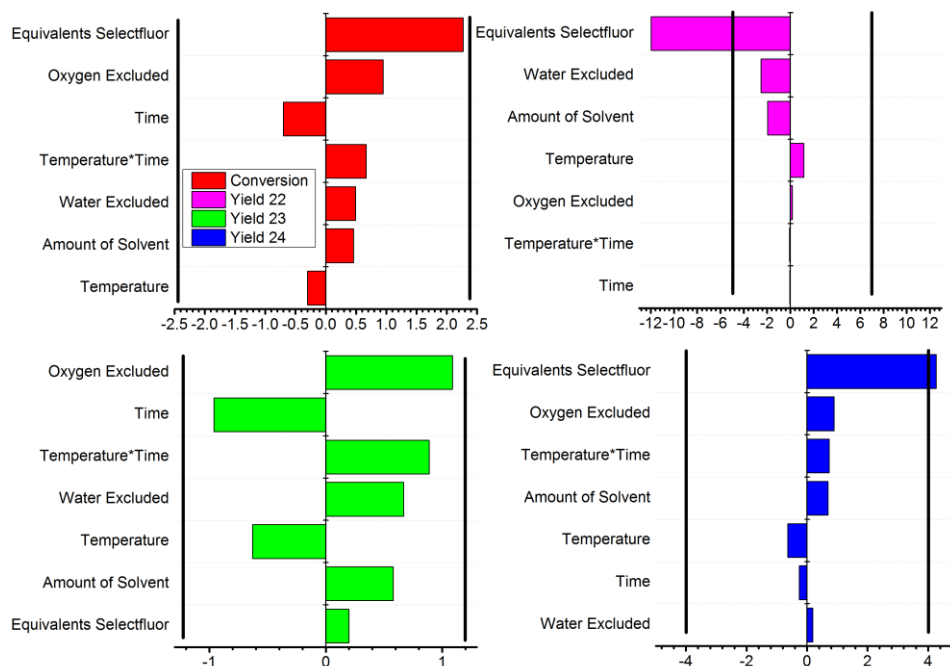 Equivalents Selectfluor
Oxygen Excluded
Time
Temperature*Time
Water Excluded
Amount of Solvent
Temperature
Conversion
Yield 22
Yield 23
Yield 24
-2.5 -2.0 -1.5 -1.0 -0.5 0.0 0.5 1.0 1.5 2.0 2.5
Equivalents Selectfluor
Water Excluded
Amount of Solvent
Temperature
Oxygen Excluded
Temperature*Time
Time
-12 -10 -8 -6 -4 -2 0 2 4 6 8 10 12
Oxygen Excluded
Time
Temperature*Time
Water Excluded
Temperature
Amount of Solvent
Equivalents Selectfluor
-1 0 1
Equivalents Selectfluor
Oxygen Excluded
Temperature*Time
Amount of Solvent
Temperature
Time
Water Excluded
-4 -2 0 2 4